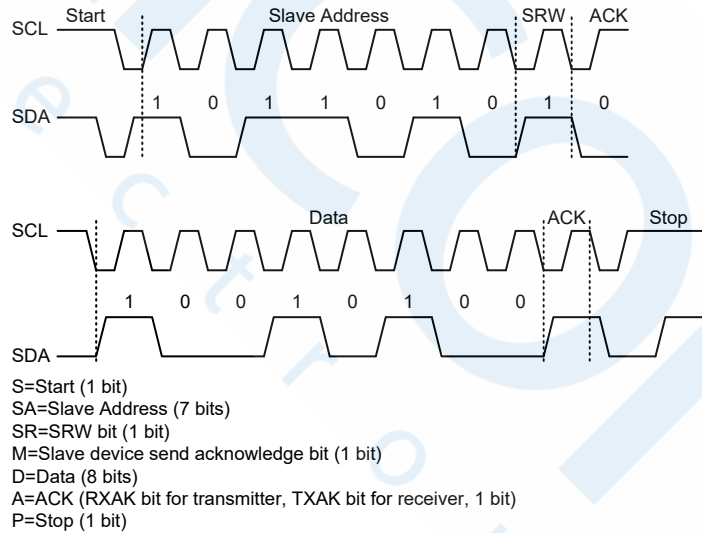 Start Slave Address SRW ACK
SCL
1 0 1 1 0 1 0 1 0
SDA
Data ACK Stop
SCL
1 0 0 1 0 1 0 0
SDA
S=Start (1 bit)
SA=Slave Address (7 bits)
SR=SRW bit (1 bit)
M=Slave device send acknowledge bit (1 bit)
D=Data (8 bits)
A=ACK (RXAK bit for transmitter, TXAK bit for receiver, 1 bit)
P=Stop (1 bit)